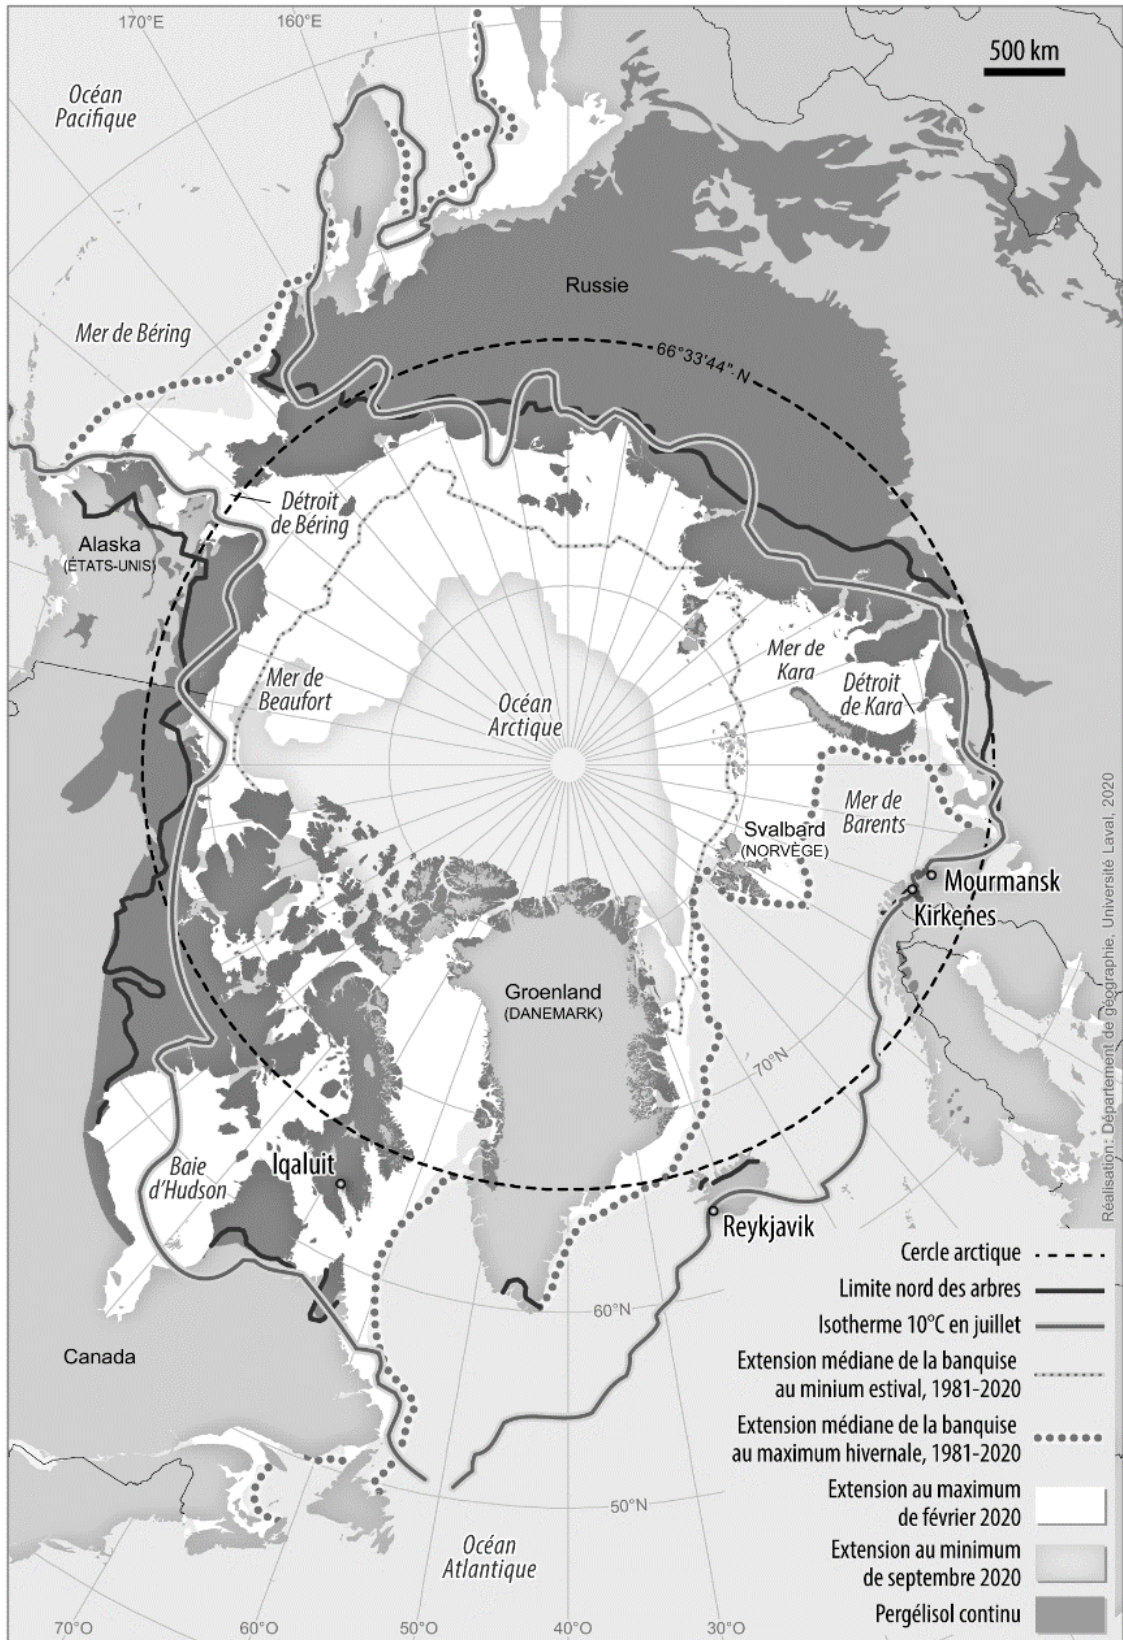 170°E
160°E
500 km
Océan
Pacifique
Russie
Mer de Béring
66°33'44" N
Détroit
de Béring
Alaska
(ÉTATS-UNIS)
Mer de
Beaufort
Océan
Arctique
Mer de
Kara
Détroit
de Kara
Mer de
Barents
Svalbard
(NORVÈGE)
Mourmansk
Kirkenes
Groenland
(DANEMARK)
70°N
Iqaluit
Baie
d'Hudson
Reykjavik
60°N
Canada
50°N
Océan
Atlantique
Cercle arctique
Limite nord des arbres
Isotherme 10°C en juillet
Extension médiane de la banquise
au minium estival, 1981-2020
Extension médiane de la banquise
au maximum hivernale, 1981-2020
Extension au maximum
de février 2020
Extension au minimum
de septembre 2020
Pergélisol continu
70°O
60°O
50°O
40°O
30°O
20°O
Réalisation : Département de géographie, Université Laval, 2020